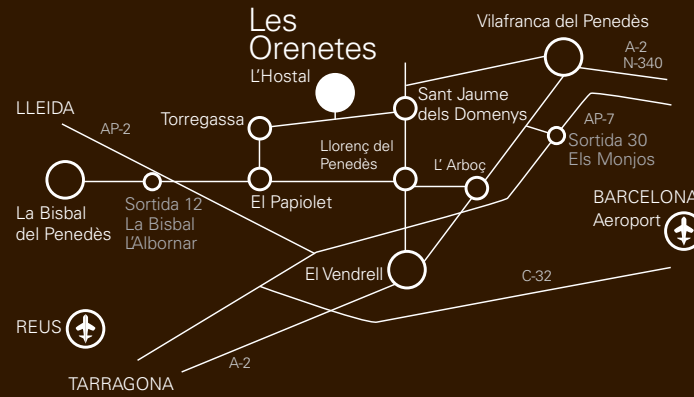 Les
Orenetes
L'Hostal
Vilafranca del Penedès
A-2
N-340
LLEIDA
AP-2
Torregassa
Sant Jaume
dels Domenys
AP-7
Sortida 30
Els Monjos
Llorenç del
Penedès
L' Arboç
La Bisbal
del Penedès
Sortida 12
La Bisbal
L'Albornar
El Papiolet
BARCELONA
Aeroport
El Vendrell
C-32
REUS
A-2
TARRAGONA